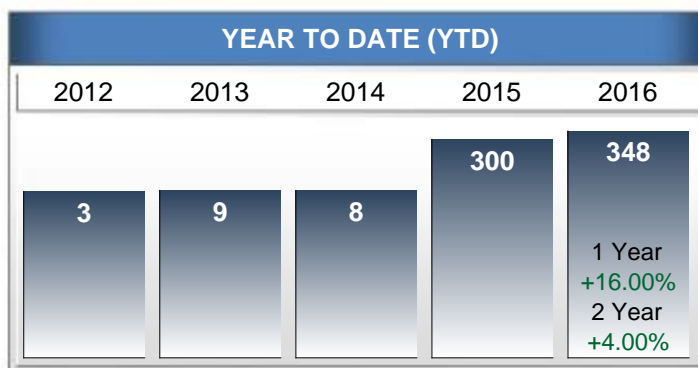 YEAR TO DATE (YTD)
2012 2013 2014 2015 2016
3 9 8 300 348
1 Year
+16.00%
2 Year
+4.00%